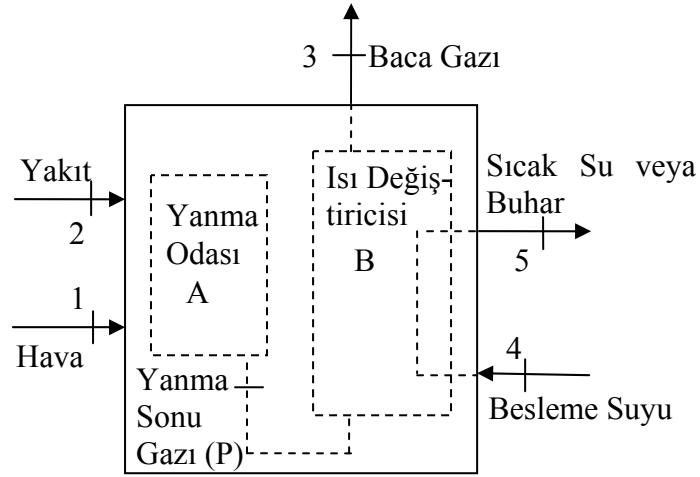 3 Baca Gazı
Yakıt
2
1
Hava
Yanma
Odası
A
Isı Değiş-
tiricisi
B
Sıcak Su veya
Buhar
5
4
Besleme Suyu
Yanma
Sonu
Gazı (P)